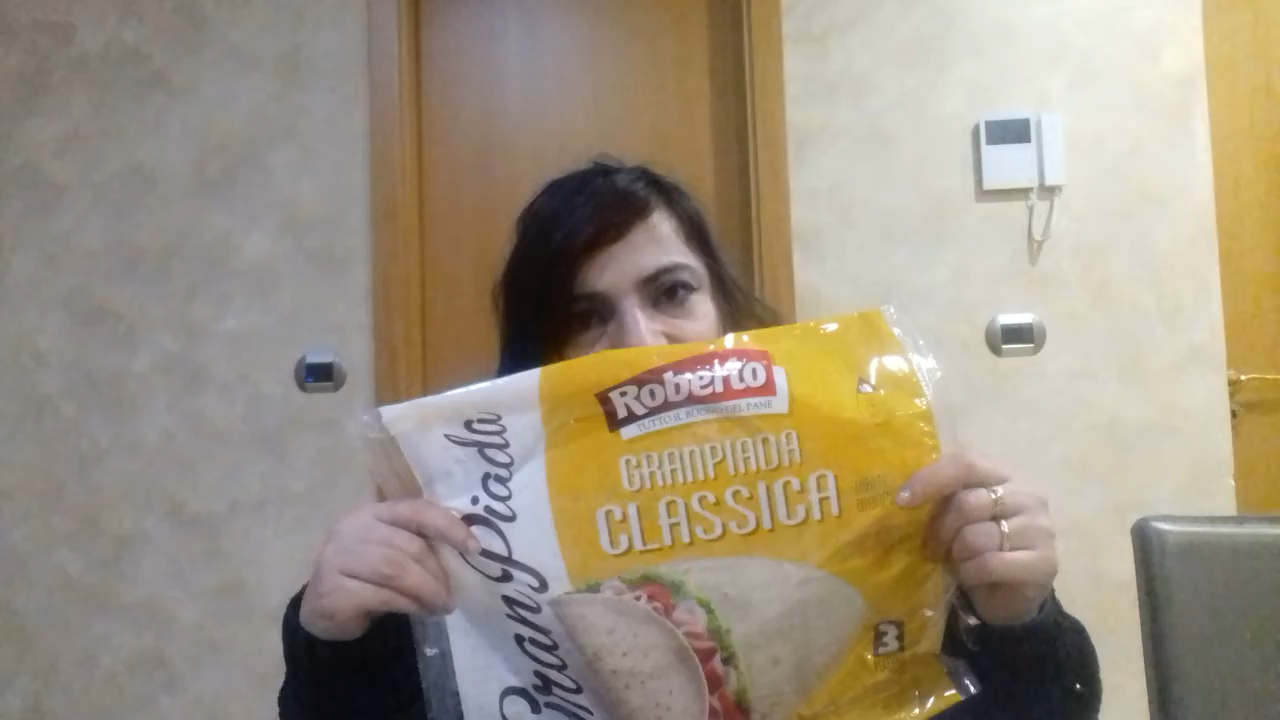 Roberto
TUTTO IL BUONO DEL PANE
GRANPIADA
CLASSICA
GranPiada
3